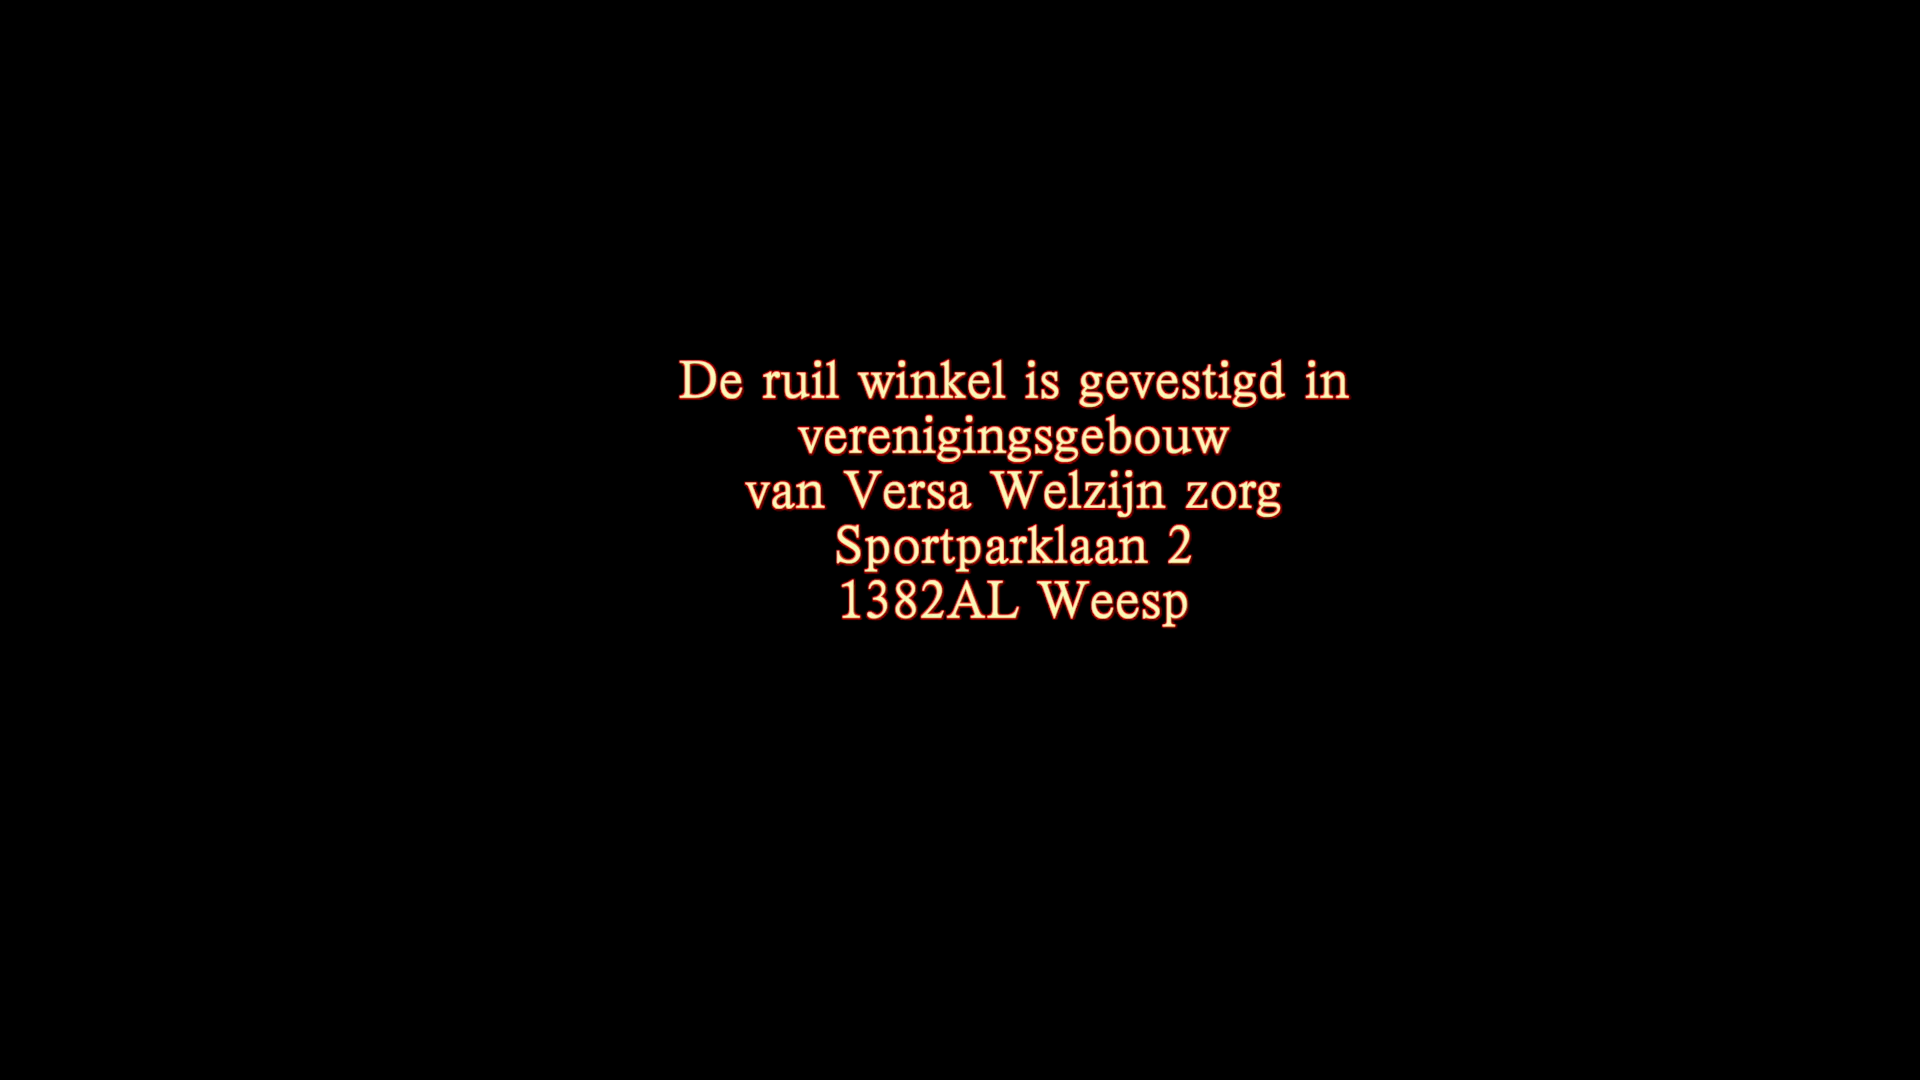 De ruil winkel is gevestigd in
verenigingsgebouw
van Versa Welzijn zorg
Sportparklaan 2
1382AL Weesp